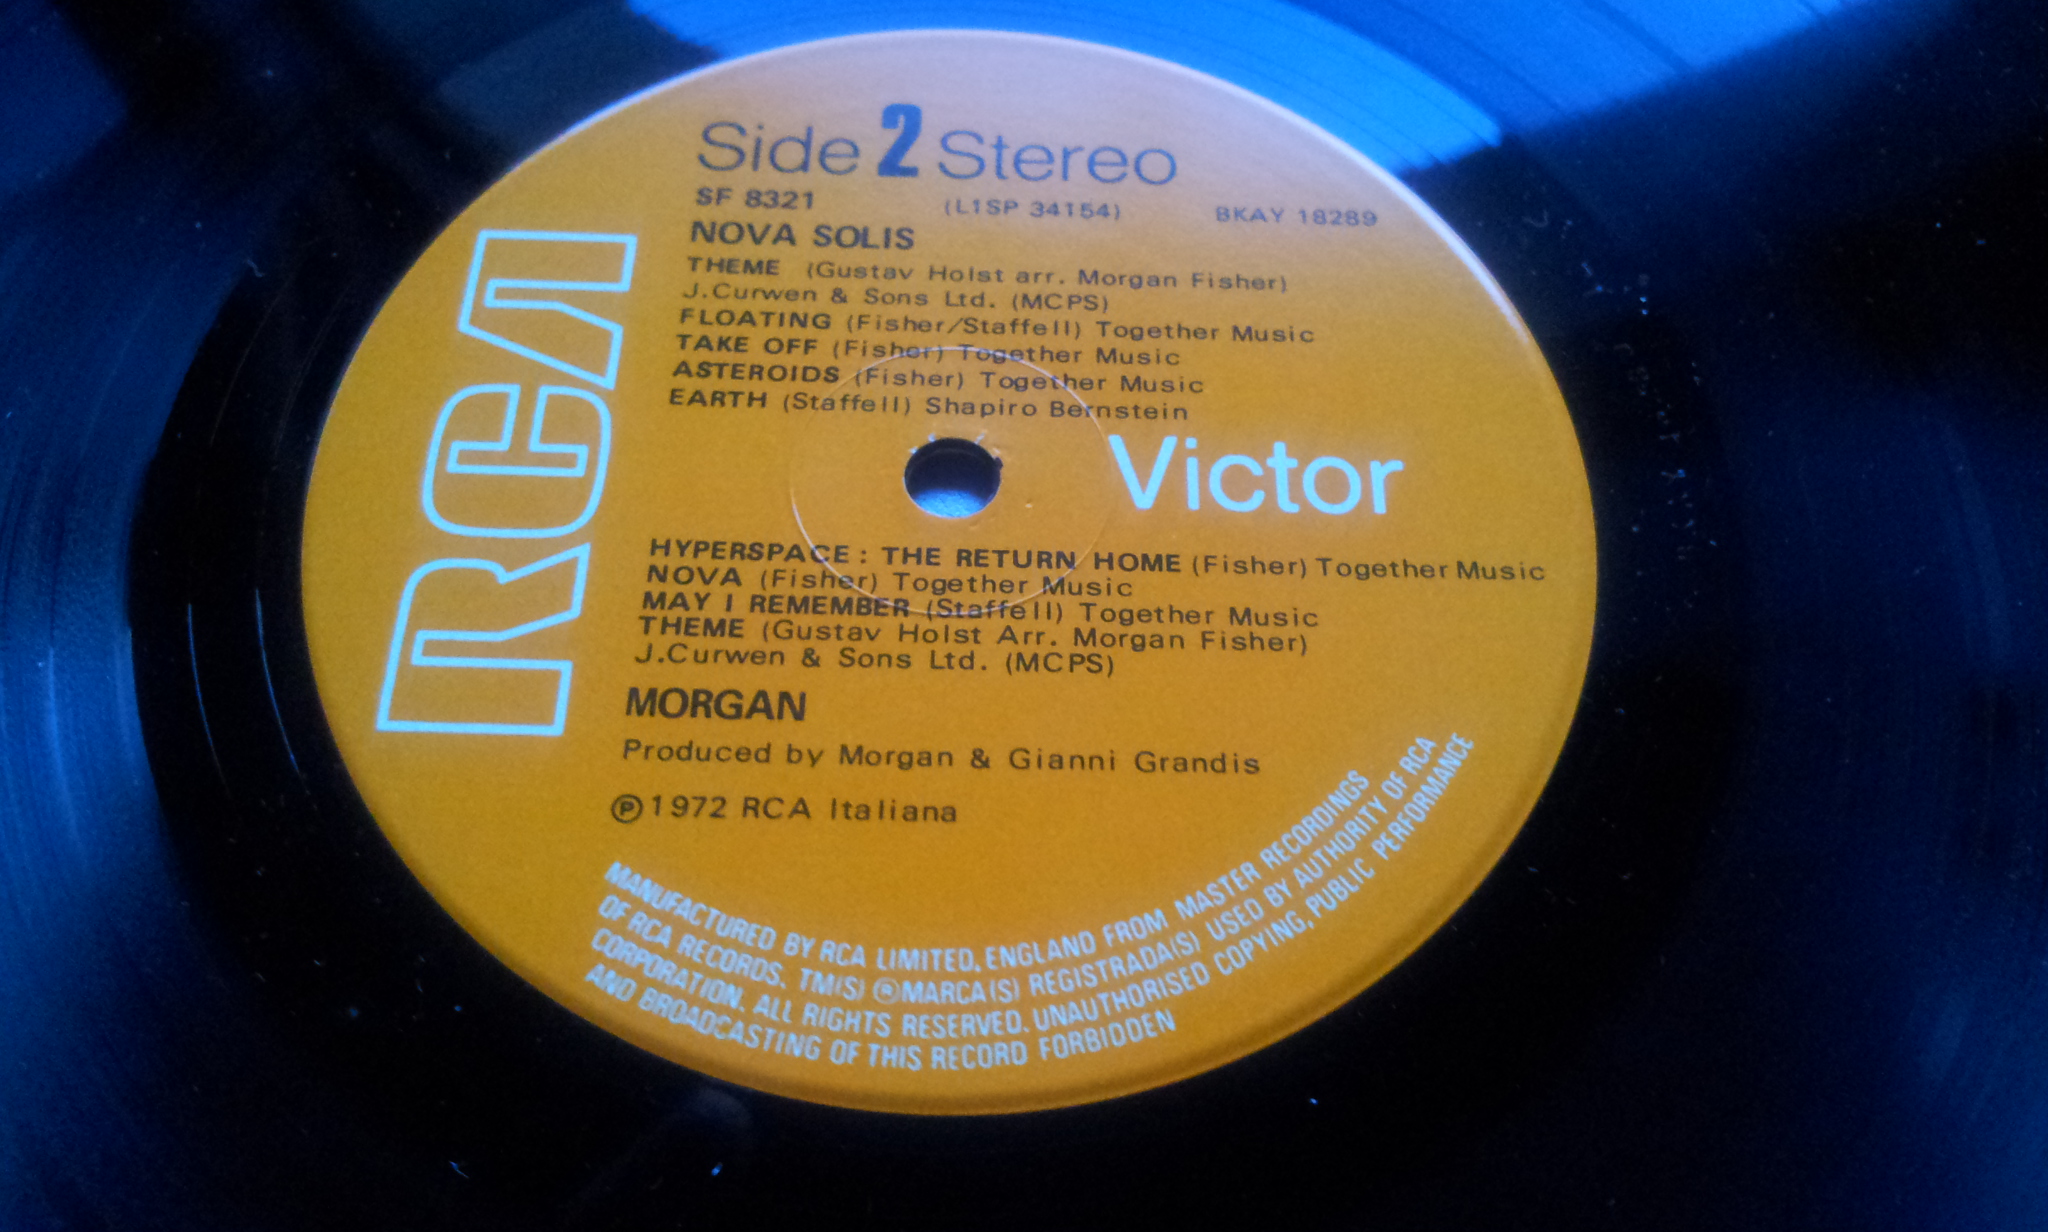 Side 2 Stereo
SF 8321 (L1SP 34154) BKAY 18289
NOVA SOLIS
THEME (Gustav Holst arr. Morgan Fisher)
J.Curwen & Sons Ltd. (MCPS)
FLOATING (Fisher/Staffell) Together Music
TAKE OFF (Fisher) Together Music
ASTEROIDS (Fisher) Together Music
EARTH (Staffell) Shapiro Bernstein
RCA
Victor
HYPERSPACE: THE RETURN HOME (Fisher) Together Music
NOVA (Fisher) Together Music
MAY I REMEMBER (Staffell) Together Music
THEME (Gustav Holst Arr. Morgan Fisher)
J.Curwen & Sons Ltd. (MCPS)
MORGAN
Produced by Morgan & Gianni Grandis
℗1972 RCA Italiana
MANUFACTURED BY RCA LIMITED, ENGLAND FROM MASTER RECORDINGS
OF RCA RECORDS. TM(S) ®MARCA(S) REGISTRADA(S) USED BY AUTHORITY OF RCA
CORPORATION. ALL RIGHTS RESERVED. UNAUTHORISED COPYING, PUBLIC PERFORMANCE
AND BROADCASTING OF THIS RECORD FORBIDDEN